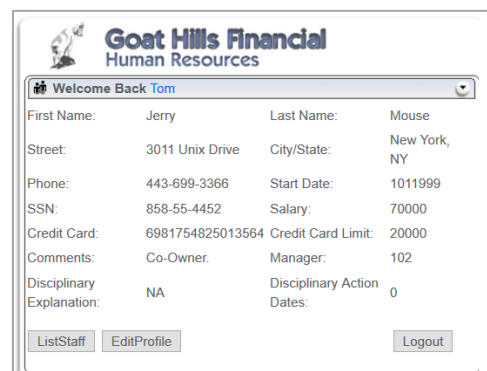 Goat Hills Financial
Human Resources
Welcome Back Tom
First Name: Jerry Last Name: Mouse
Street: 3011 Unix Drive City/State: New York, NY
Phone: 443-699-3366 Start Date: 1011999
SSN: 858-55-4452 Salary: 70000
Credit Card: 6981754825013564 Credit Card Limit: 20000
Comments: Co-Owner. Manager: 102
Disciplinary Explanation: NA Disciplinary Action Dates: 0
ListStaff EditProfile Logout